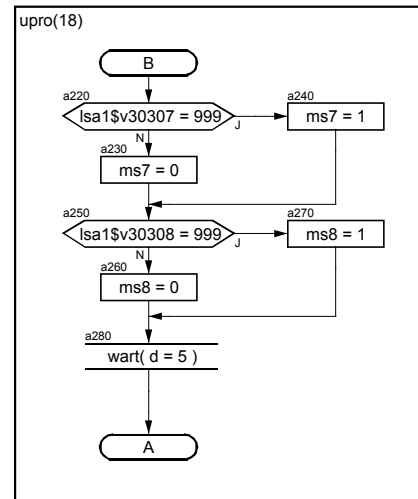 upro(18)
B
a220
lsa1$v30307 = 999
J
N
a240
ms7 = 1
a230
ms7 = 0
a250
lsa1$v30308 = 999
J
N
a270
ms8 = 1
a260
ms8 = 0
a280
wart( d = 5 )
A